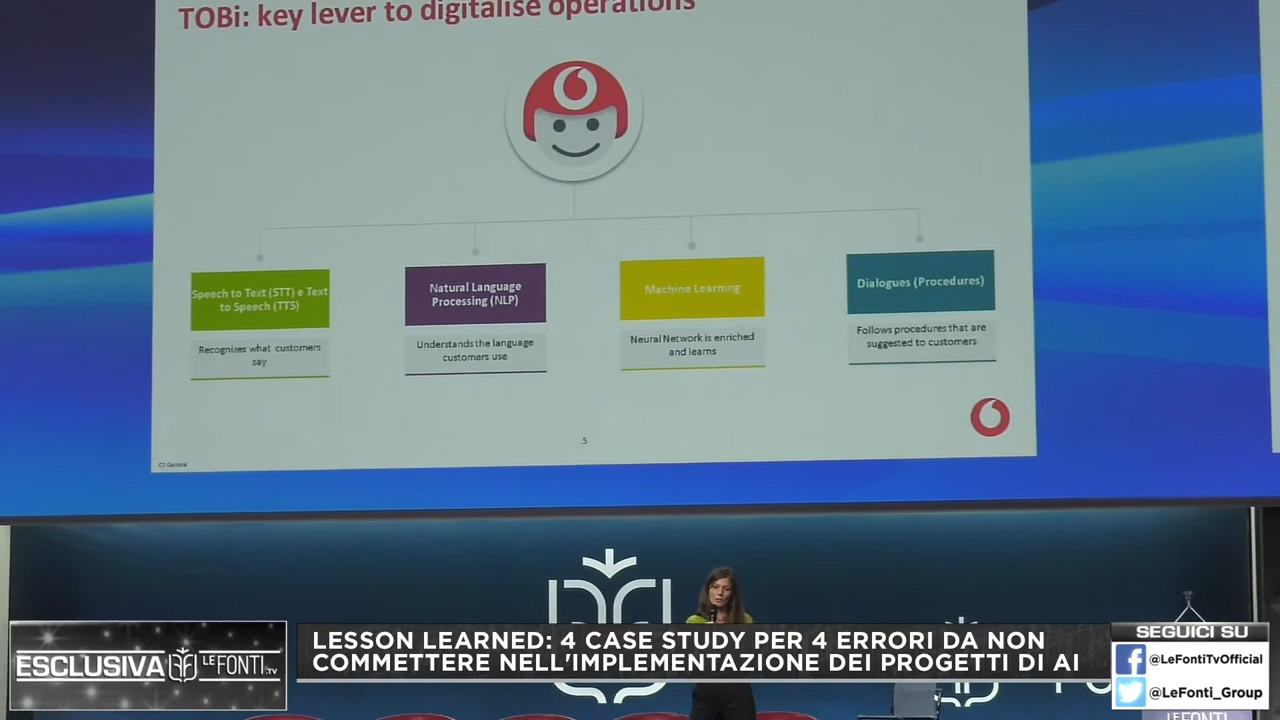 TOBi: key lever to digitalise operations
Speech to Text (STT) e Text
to Speech (TTS)
Recognizes what customers
say
Natural Language
Processing (NLP)
Understands the language
customers use
Machine Learning
Neural Network is enriched
and learns
Dialogues (Procedures)
Follows procedures that are
suggested to customers
5
C2 General
ESCLUSIVA LE FONTI.TV
LESSON LEARNED: 4 CASE STUDY PER 4 ERRORI DA NON
COMMETTERE NELL'IMPLEMENTAZIONE DEI PROGETTI DI AI
SEGUICI SU
@LeFontiTvOfficial
@LeFonti_Group
LE FONTI